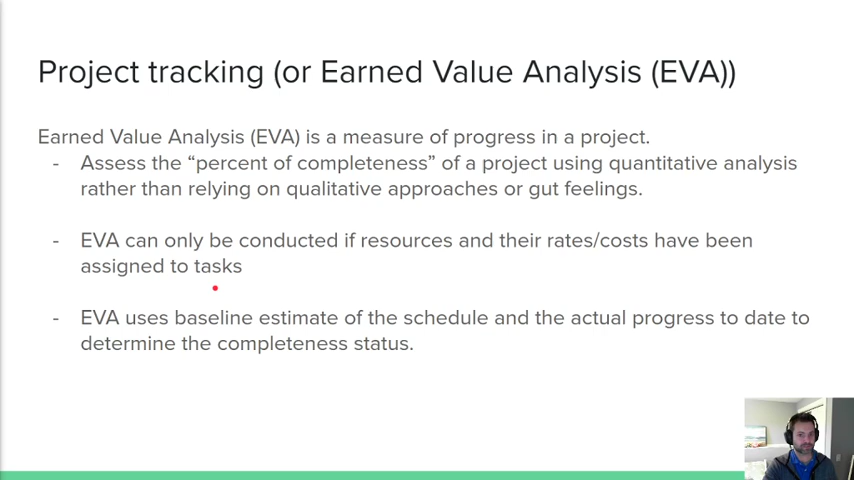 Project tracking (or Earned Value Analysis (EVA))
Earned Value Analysis (EVA) is a measure of progress in a project.
- Assess the “percent of completeness” of a project using quantitative analysis
rather than relying on qualitative approaches or gut feelings.
- EVA can only be conducted if resources and their rates/costs have been
assigned to tasks
- EVA uses baseline estimate of the schedule and the actual progress to date to
determine the completeness status.